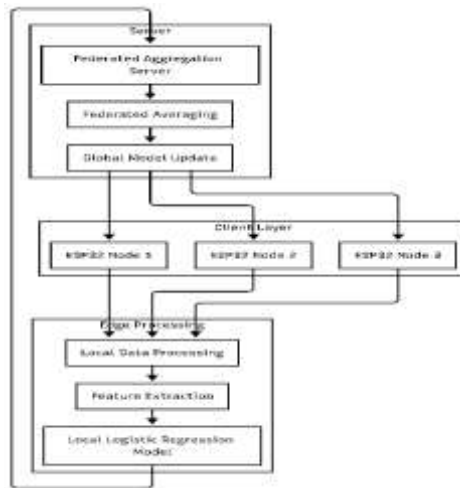 Server
Federated Aggregation
Server
Federated Averaging
Global Model Update
Client Layer
ESP32 Node 1
ESP32 Node 2
ESP32 Node 3
Edge Processing
Local Data Processing
Feature Extraction
Local Logistic Regression
Model